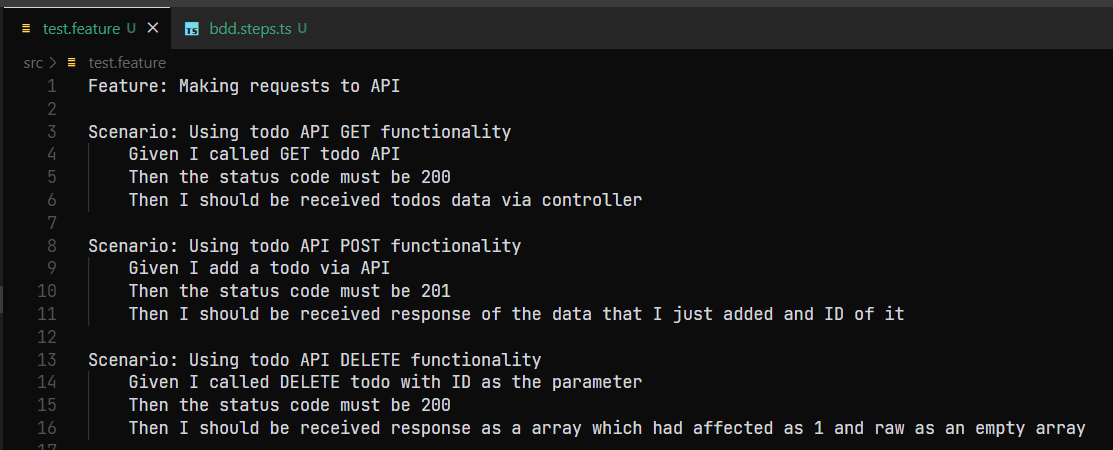 test.feature U ×
TS bdd.steps.ts U
src > test.feature
1 Feature: Making requests to API
2
3 Scenario: Using todo API GET functionality
4 Given I called GET todo API
5 Then the status code must be 200
6 Then I should be received todos data via controller
7
8 Scenario: Using todo API POST functionality
9 Given I add a todo via API
10 Then the status code must be 201
11 Then I should be received response of the data that I just added and ID of it
12
13 Scenario: Using todo API DELETE functionality
14 Given I called DELETE todo with ID as the parameter
15 Then the status code must be 200
16 Then I should be received response as a array which had affected as 1 and raw as an empty array
17